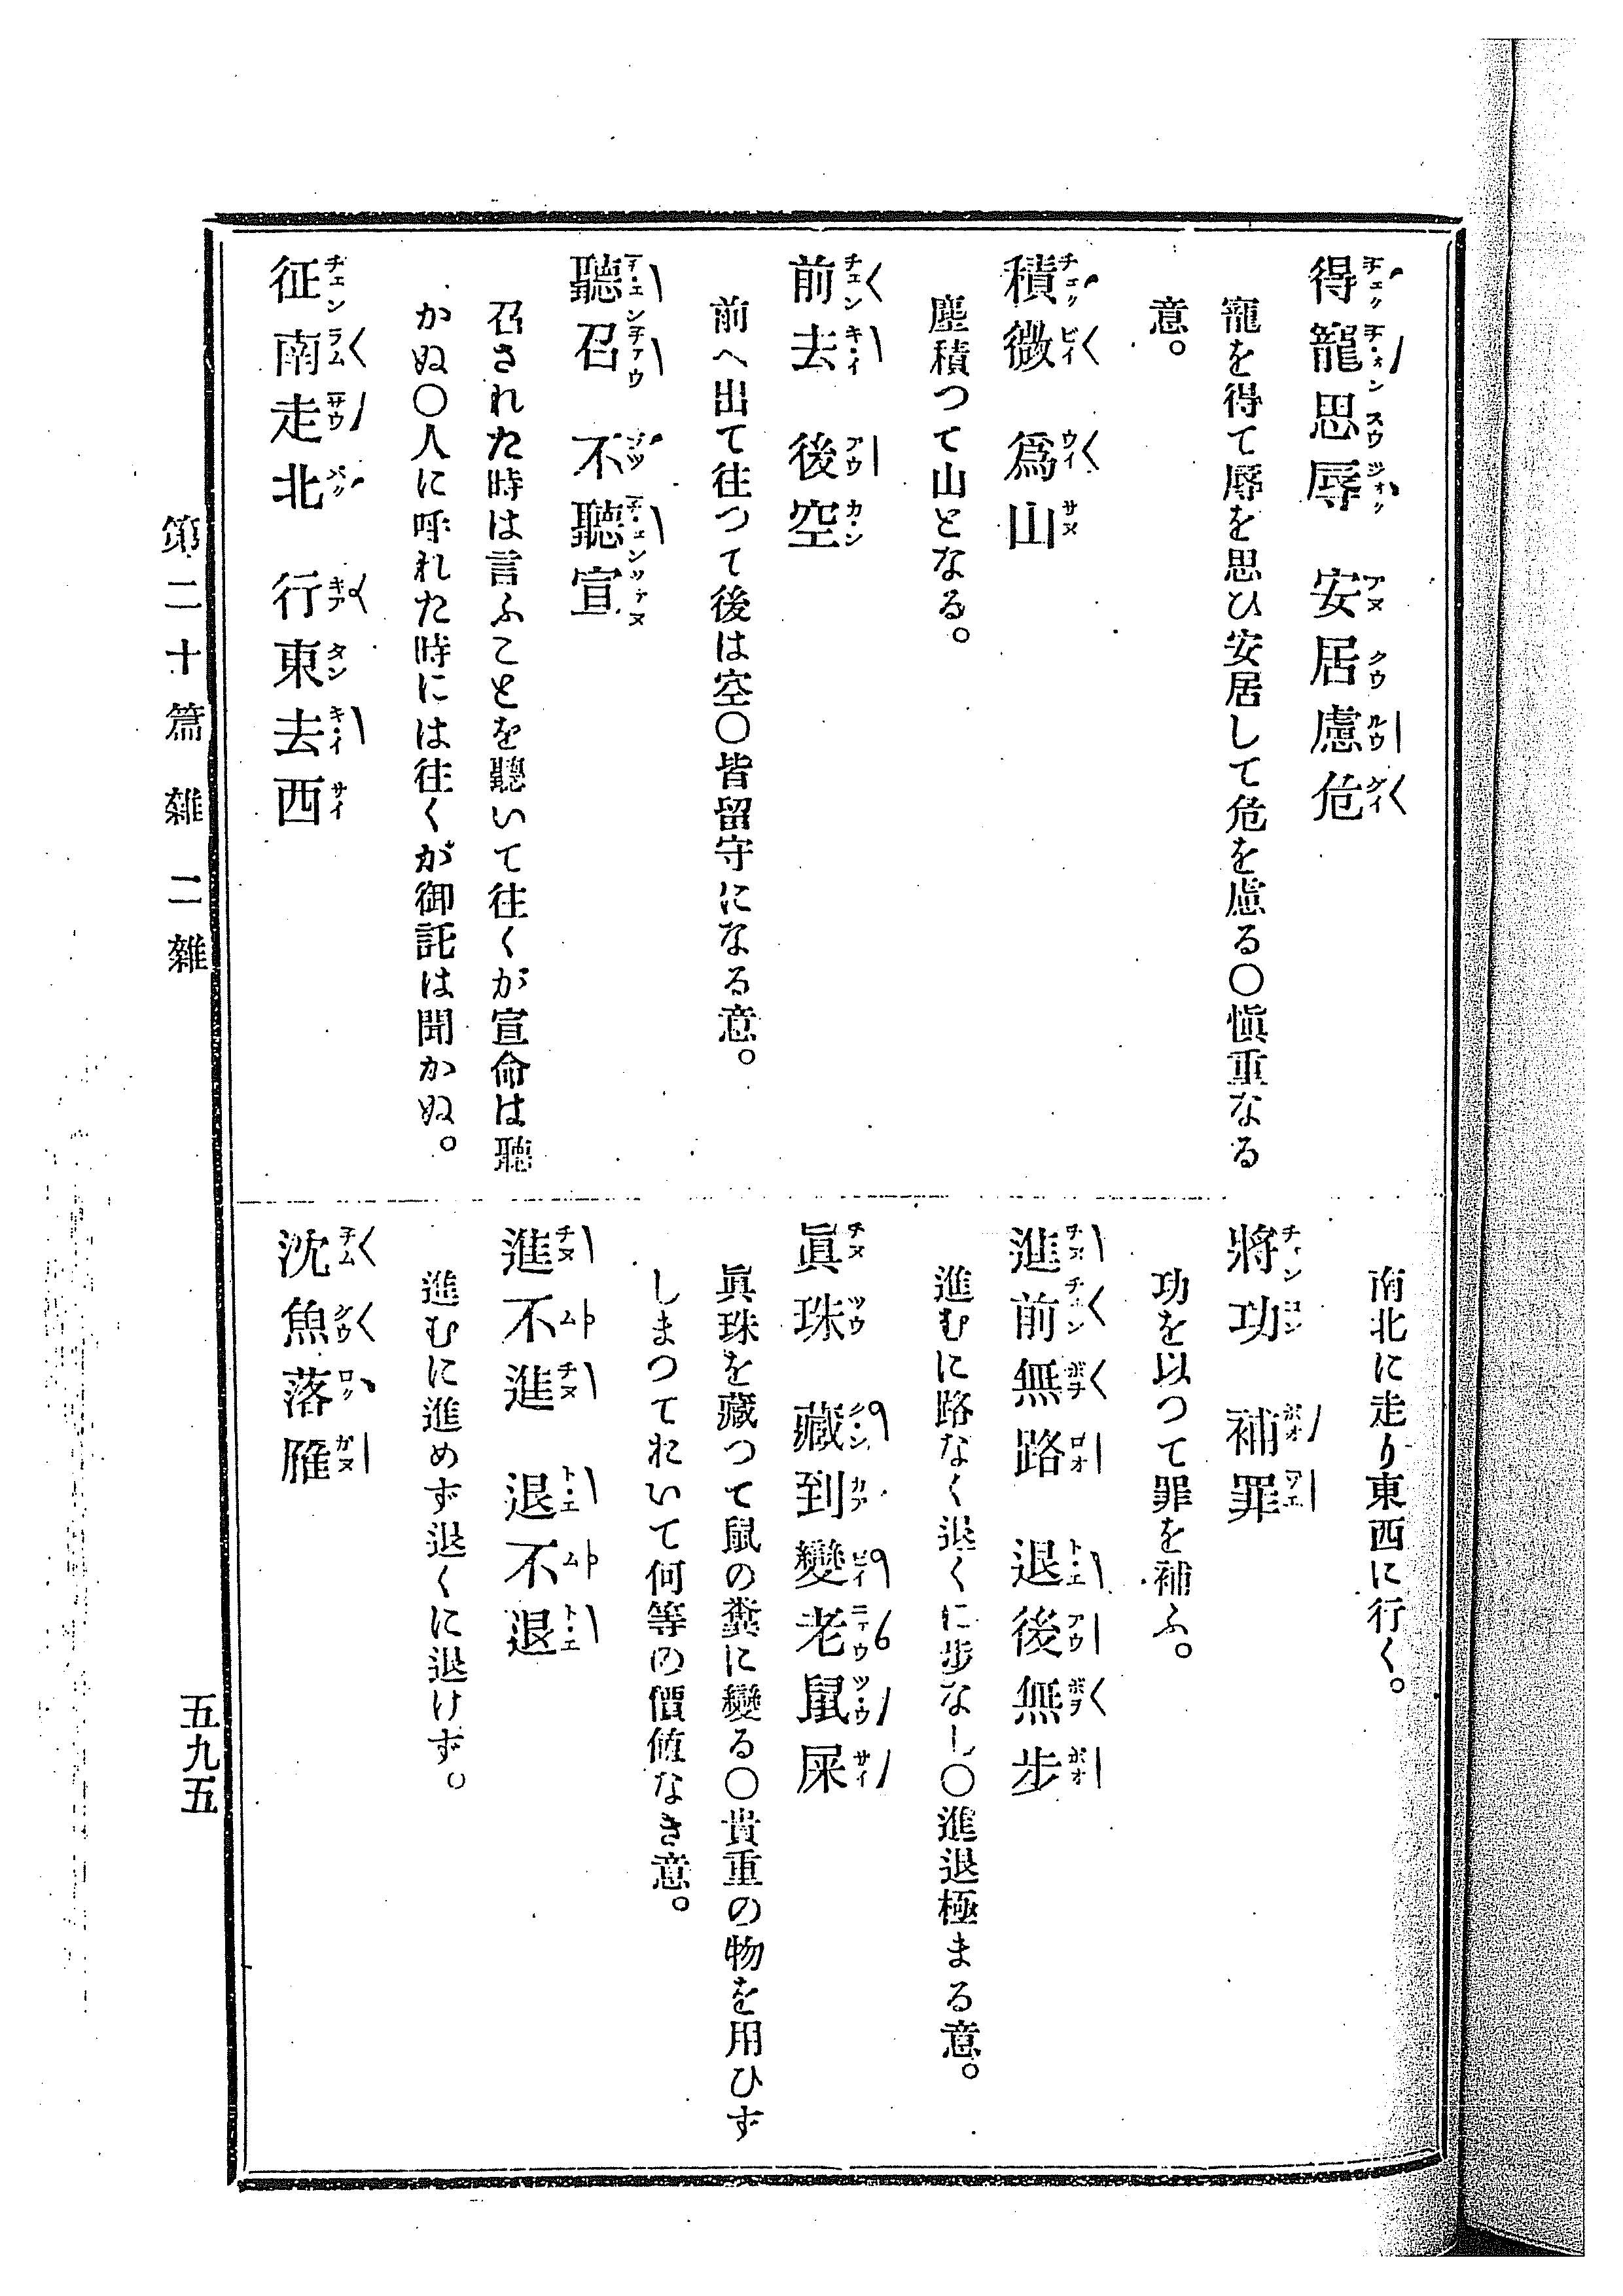 得寵思辱　安居慮危
寵を得て辱を思ひ安居して危を慮る〇愼重なる
意。
積微　爲山
塵積つて山となる。
前去　後空
前へ出て往つて後は空〇皆留守になる意。
聽召　不聽宣
召された時は言ふことを聽いて往くが宣命は聽
かぬ〇人に呼れた時には往くが御託は聞かぬ。
征南走北　行東去西
南北に走り東西に行く。
將功　補罪
功を以つて罪を補ふ。
進前無路　退後無步
進むに路なく退くに步なし〇進退極まる意。
眞珠　藏到變老鼠屎
眞珠を藏つて鼠の糞に變る〇貴重の物を用ひず
しまつておいて何等の價値なき意。
進不進　退不退
進むに進めず退くに退けず。
沈魚落雁
第二十篇　雜　二　雜
五九五